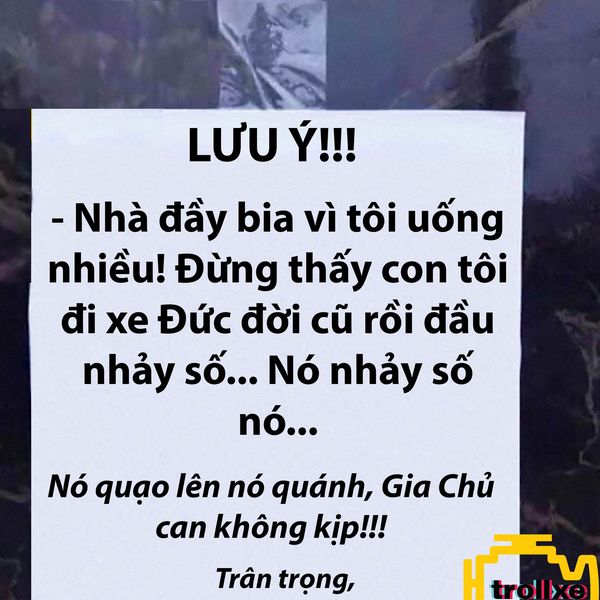 LƯU Ý!!!
- Nhà đầy bia vì tôi uống
nhiều! Đừng thấy con tôi
đi xe Đức đời cũ rồi đầu
nhảy số... Nó nhảy số
nó...
Nó quạo lên nó quánh, Gia Chủ
can không kịp!!!
Trân trọng,
trollxe